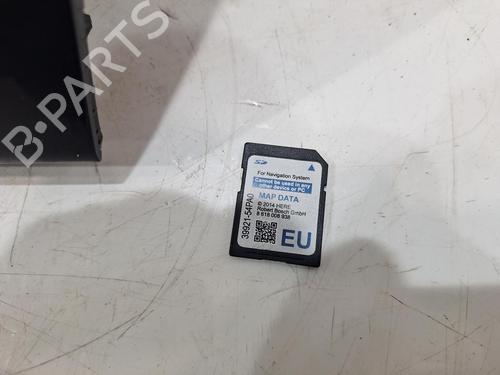 B-PARTS
SD
For Navigation System
Cannot be used in any
other device or PC
MAP DATA
© 2014 HERE
Robert Bosch GmbH
8 618 006 938
EU
39921-54PA0